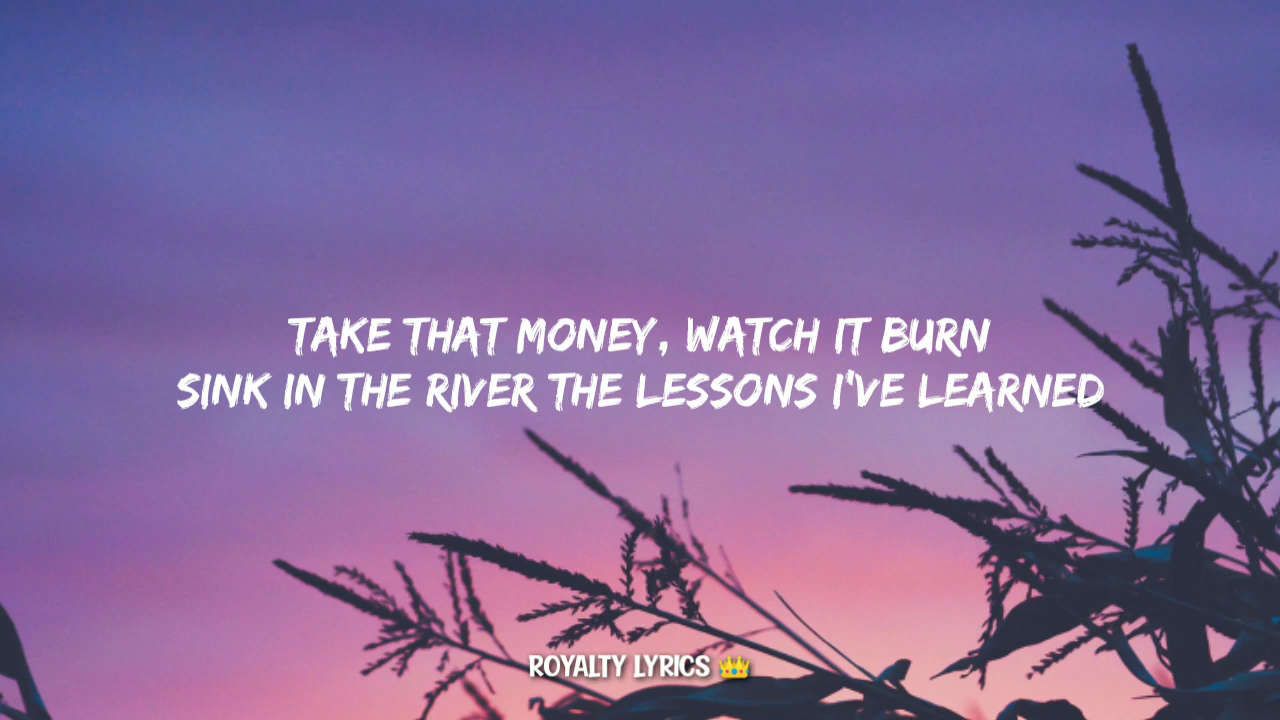 TAKE THAT MONEY, WATCH IT BURN
SINK IN THE RIVER THE LESSONS I'VE LEARNED
ROYALTY LYRICS 👑